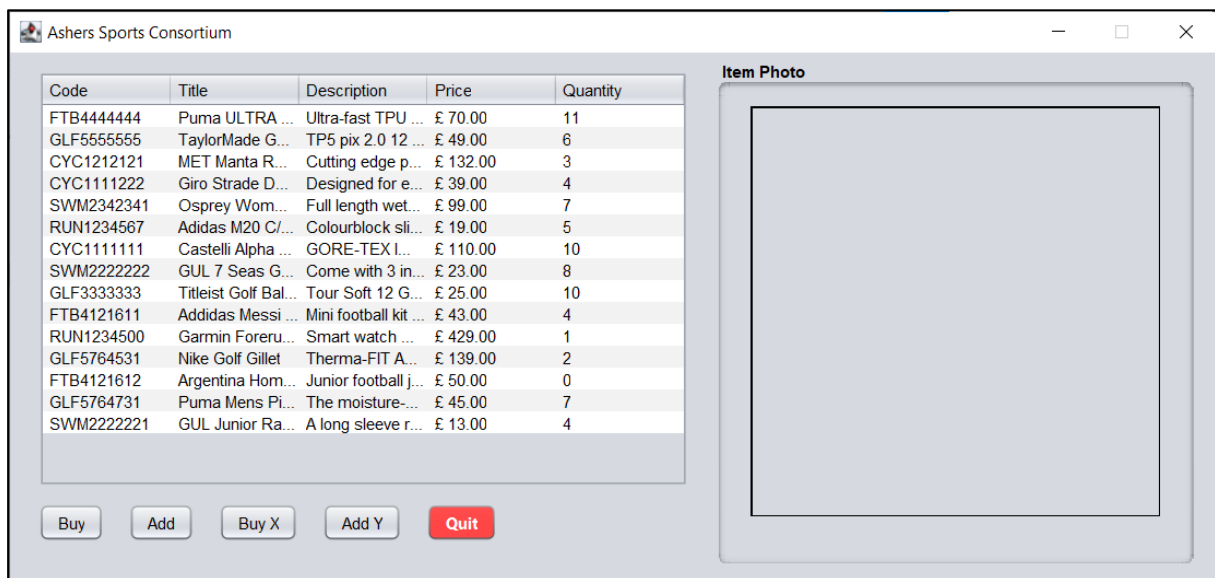 Ashers Sports Consortium
Item Photo
Code Title Description Price Quantity
FTB4444444 Puma ULTRA ... Ultra-fast TPU ... £ 70.00 11
GLF5555555 TaylorMade G... TP5 pix 2.0 12 ... £ 49.00 6
CYC1212121 MET Manta R... Cutting edge p... £ 132.00 3
CYC1111222 Giro Strade D... Designed for e... £ 39.00 4
SWM2342341 Osprey Wom... Full length wet... £ 99.00 7
RUN1234567 Adidas M20 C/... Colourblock sli... £ 19.00 5
CYC1111111 Castelli Alpha ... GORE-TEX I... £ 110.00 10
SWM2222222 GUL 7 Seas G... Come with 3 in... £ 23.00 8
GLF3333333 Titleist Golf Bal... Tour Soft 12 G... £ 25.00 10
FTB4121611 Addidas Messi ... Mini football kit ... £ 43.00 4
RUN1234500 Garmin Foreru... Smart watch ... £ 429.00 1
GLF5764531 Nike Golf Gillet Therma-FIT A... £ 139.00 2
FTB4121612 Argentina Hom... Junior football j... £ 50.00 0
GLF5764731 Puma Mens Pi... The moisture-... £ 45.00 7
SWM2222221 GUL Junior Ra... A long sleeve r... £ 13.00 4
Buy Add Buy X Add Y Quit